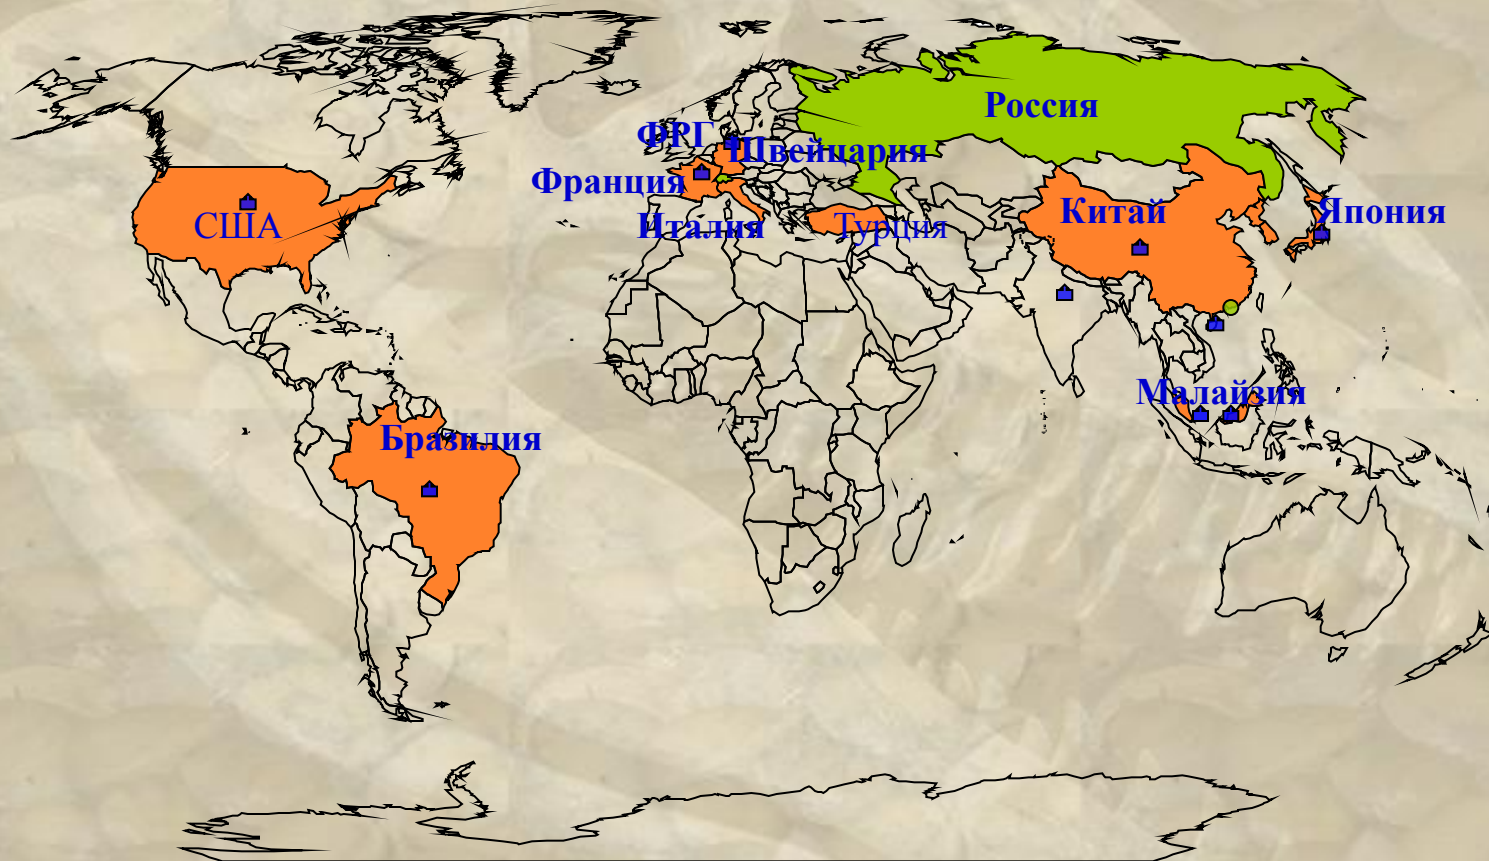 Россия
ФРГ
Швейцария
Франция
США
Италия
Турция
Китай
Япония
Малайзия
Бразилия